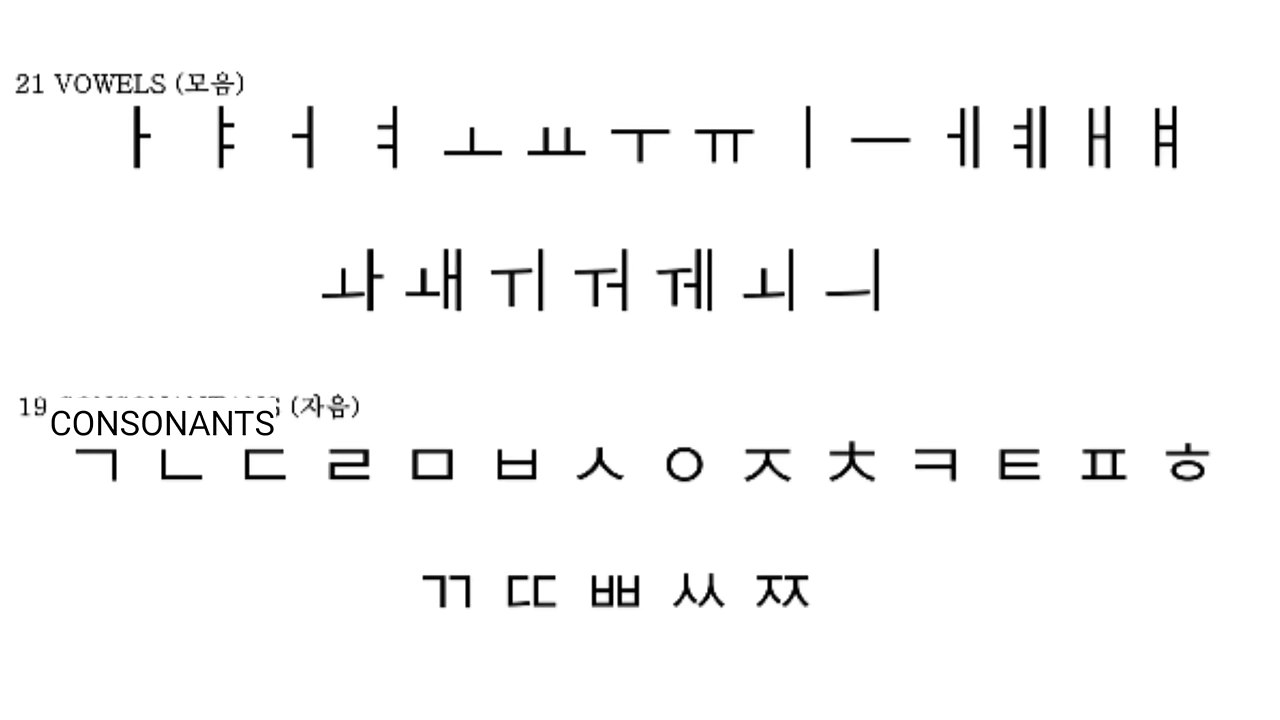 21 VOWELS (모음)
ㅏ ㅑ ㅓ ㅕ ㅗ ㅛ ㅜ ㅠ ㅣ ㅡ ㅔ ㅖ ㅐ ㅒ
ㅘ ㅙ ㅟ ㅝ ㅞ ㅚ ㅢ
19 CONSONANTS (자음)
ㄱ ㄴ ㄷ ㄹ ㅁ ㅂ ㅅ ㅇ ㅈ ㅊ ㅋ ㅌ ㅍ ㅎ
ㄲ ㄸ ㅃ ㅆ ㅉ